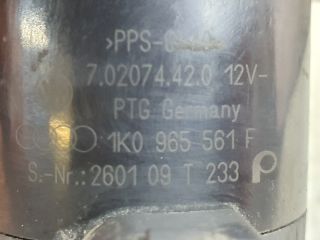 >PPS-G
7.02074.42.0 12V-
PTG Germany
1K0 965 561 F
S.-Nr.: 2601 09 T 233 P